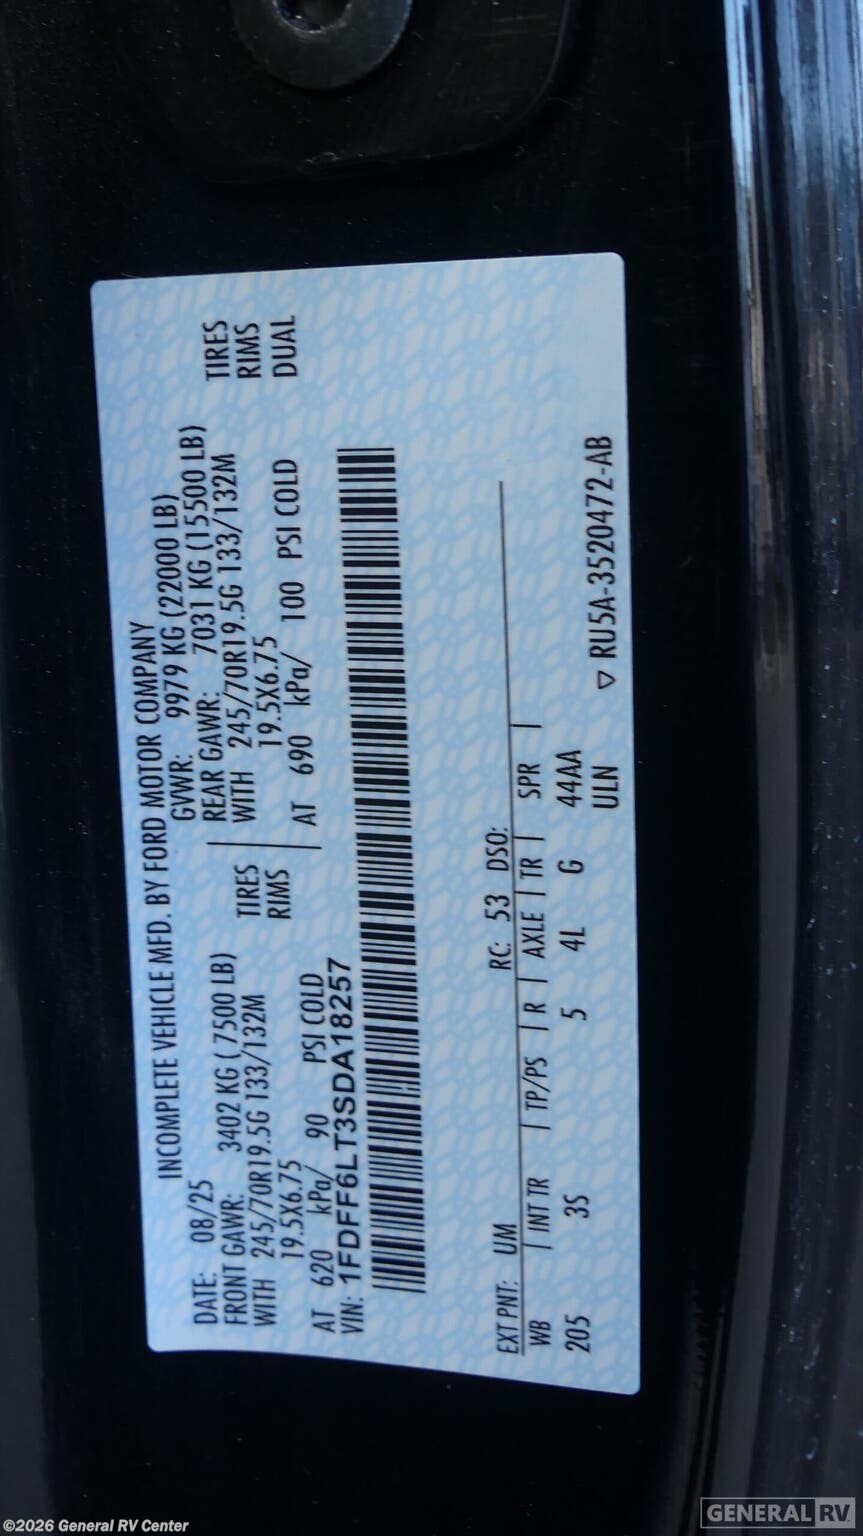 INCOMPLETE VEHICLE MFD. BY FORD MOTOR COMPANY
DATE: 08/25 GVWR: 9979 KG (22000 LB)
FRONT GAWR: 3402 KG ( 7500 LB) REAR GAWR: 7031 KG (15500 LB)
WITH 245/70R19.5G 133/132M TIRES WITH 245/70R19.5G 133/132M TIRES
19.5X6.75 RIMS 19.5X6.75 RIMS
AT 620 kPa/ 90 PSI COLD AT 690 kPa/ 100 PSI COLD DUAL
VIN: 1FDFF6LT3SDA18257
EXT PNT: UM RC: 53 DSO:
WB | INT TR | TP/PS | R | AXLE | TR | SPR |
205 3S 5 4L G 44AA
ULN ▽ RU5A-3520472-AB
©2026 General RV Center
GENERAL RV